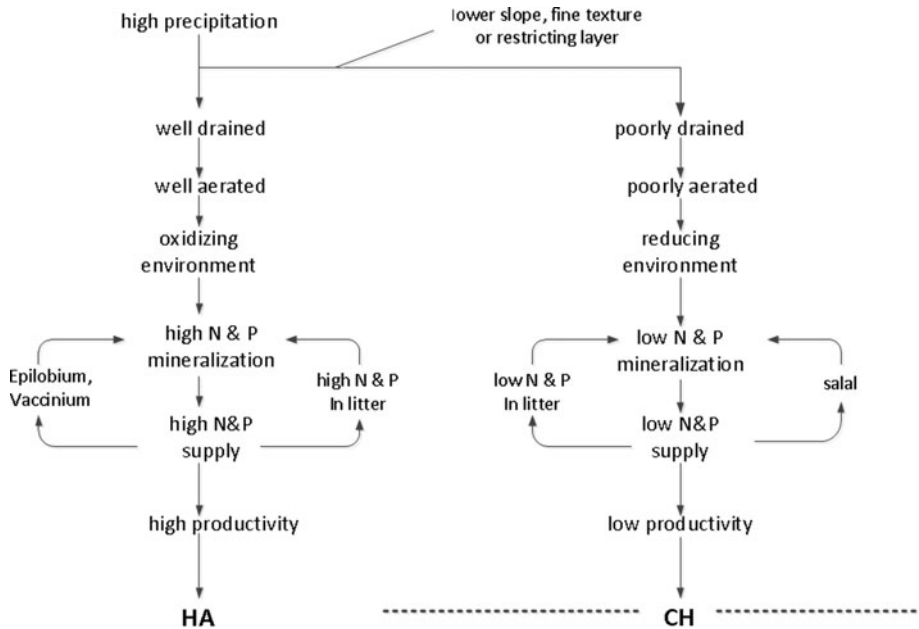 high precipitation
lower slope, fine texture
or restricting layer
well drained
poorly drained
well aerated
poorly aerated
oxidizing
environment
reducing
environment
high N & P
mineralization
low N & P
mineralization
Epilobium,
Vaccinium
high N & P
In litter
low N & P
In litter
salal
high N&P
supply
low N&P
supply
high productivity
low productivity
HA
CH